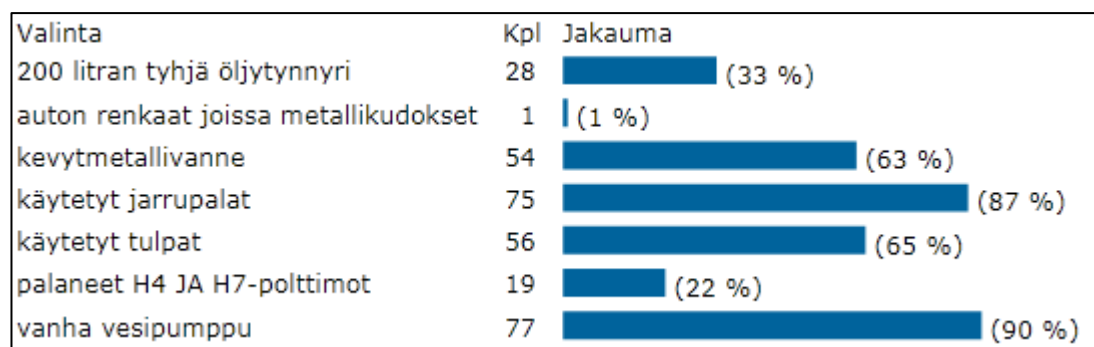 Valinta Kpl Jakauma
200 litran tyhjä öljytynnyri 28 (33 %)
auton renkaat joissa metallikudokset 1 (1 %)
kevytmetallivanne 54 (63 %)
käytetyt jarrupalat 75 (87 %)
käytetyt tulpat 56 (65 %)
palaneet H4 JA H7-polttimot 19 (22 %)
vanha vesipumppu 77 (90 %)